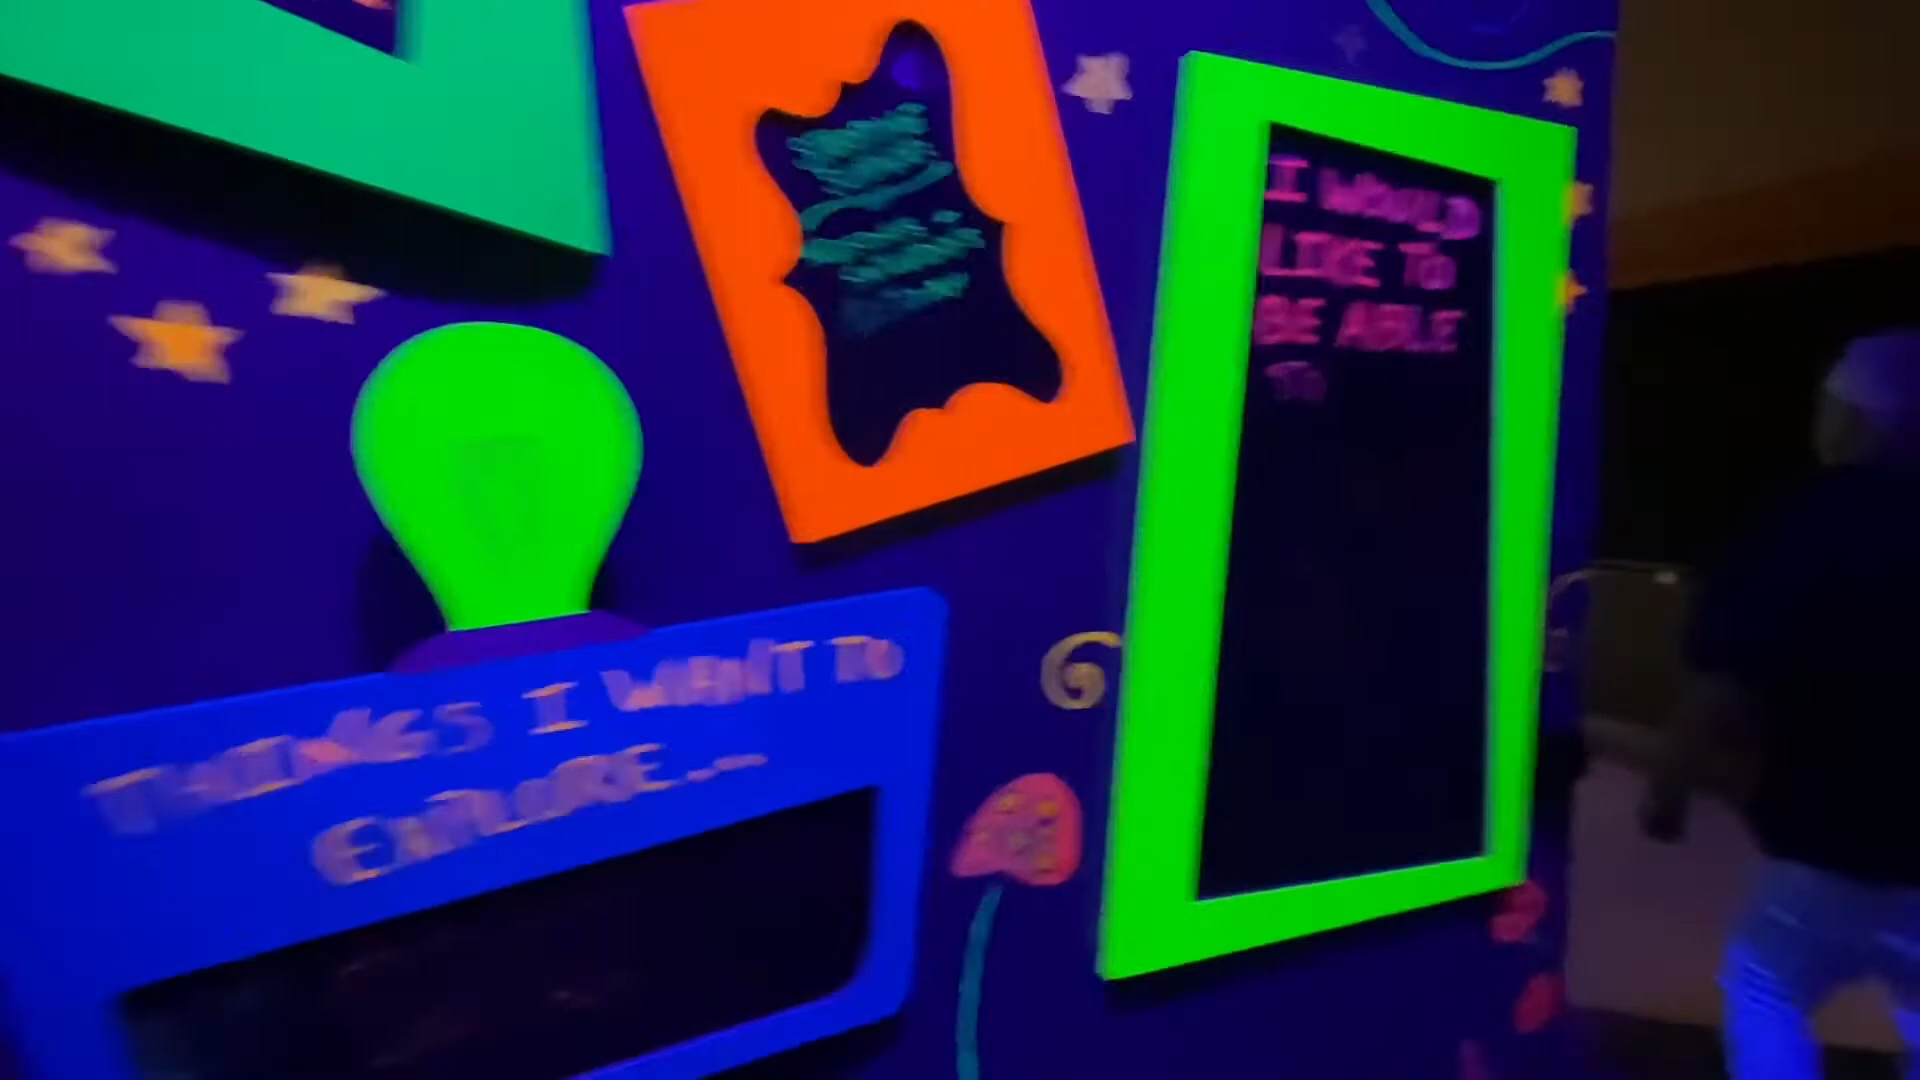 I WOULD
LIKE TO
BE ABLE
TO
THINGS I WANT TO
EXPLORE...